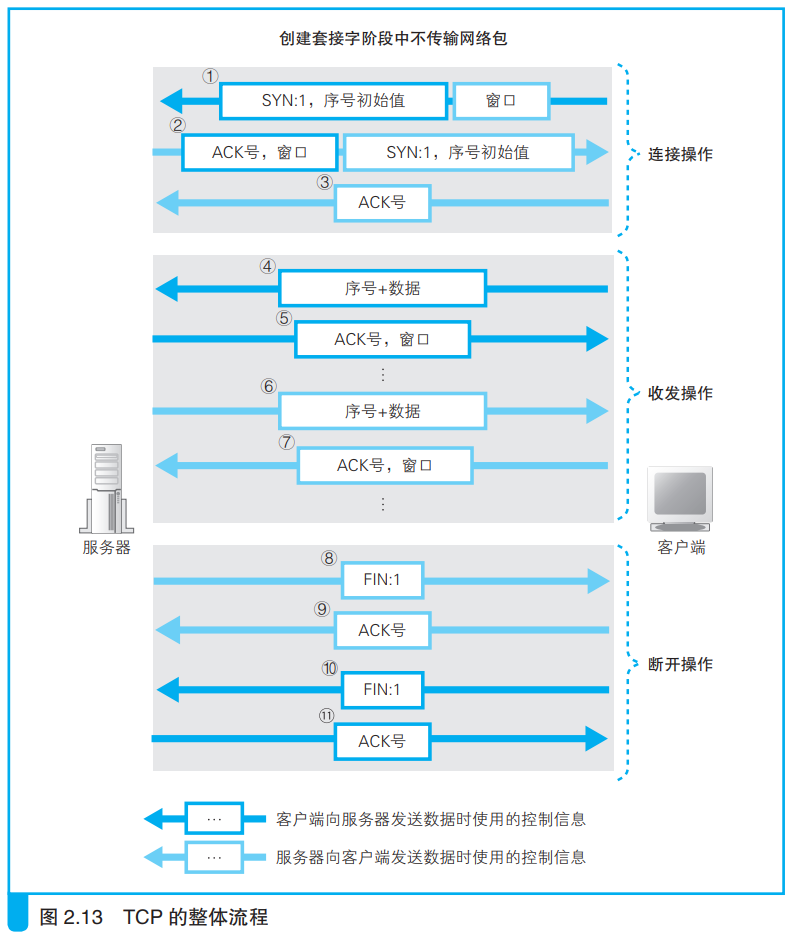 创建套接字阶段中不传输网络包
①
SYN:1，序号初始值
窗口
②
ACK号，窗口
SYN:1，序号初始值
连接操作
③
ACK号
④
序号+数据
⑤
ACK号，窗口
⋮
⑥
序号+数据
收发操作
⑦
ACK号，窗口
⋮
服务器
客户端
⑧
FIN:1
⑨
ACK号
⑩
FIN:1
断开操作
⑪
ACK号
… 客户端向服务器发送数据时使用的控制信息
… 服务器向客户端发送数据时使用的控制信息
图 2.13 TCP 的整体流程